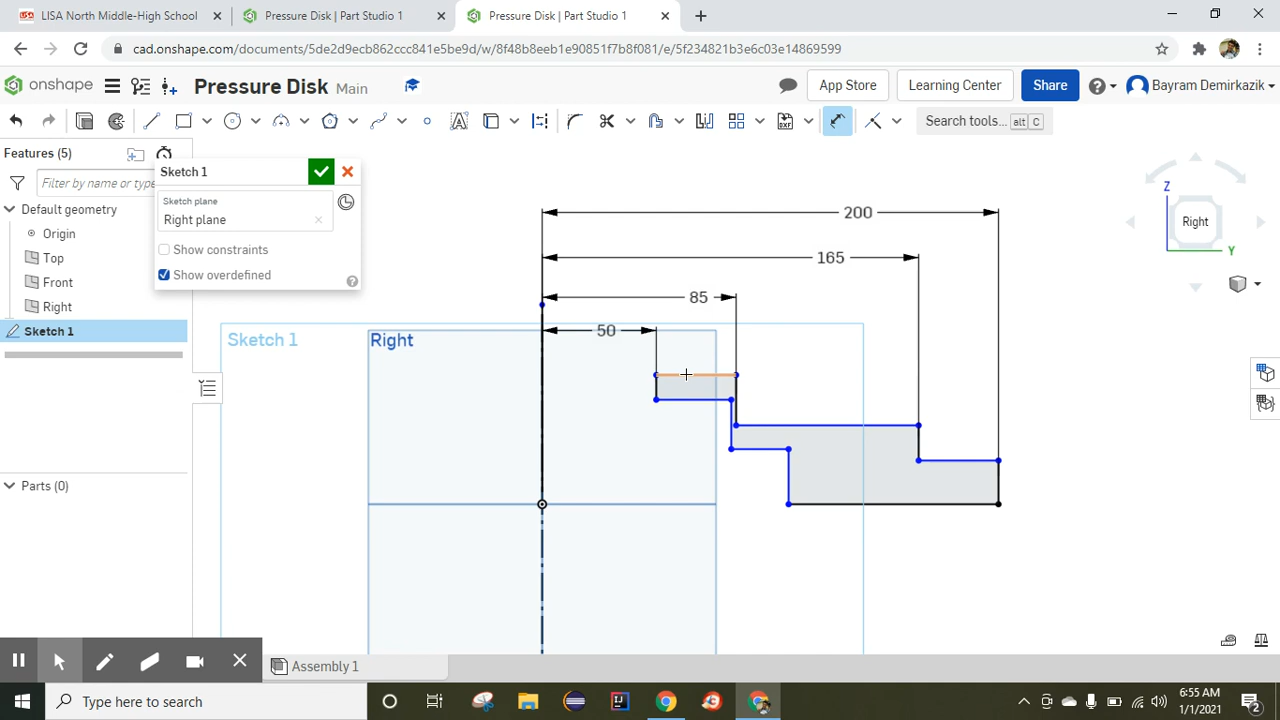 LISA North Middle-High School
Pressure Disk | Part Studio 1
Pressure Disk | Part Studio 1
cad.onshape.com/documents/5de2d9ecb862ccc841e5be9d/w/8f48b8eeb1e90851f7b8f081/e/5f234821b3e6c03e14869599
onshape
Pressure Disk Main
App Store
Learning Center
Share
Bayram Demirkazik
Search tools... alt C
Features (5)
Filter by name or type
Default geometry
Origin
Top
Front
Right
Sketch 1
Parts (0)
Sketch 1
Sketch plane
Right plane
Show constraints
Show overdefined
200
165
85
50
Sketch 1
Right
Z
Right
Y
Assembly 1
Type here to search
6:55 AM
1/1/2021
2